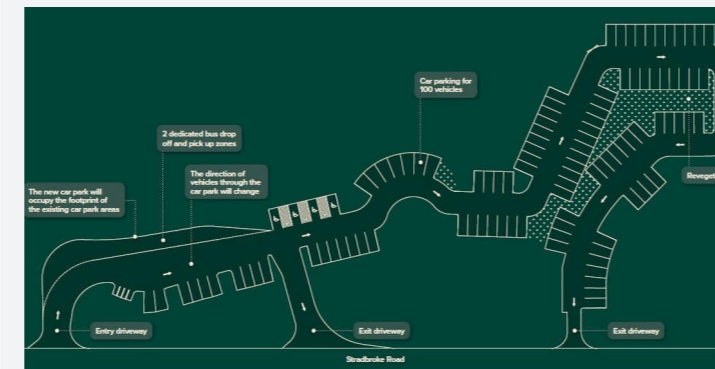 Car parking for
100 vehicles
2 dedicated bus drop
off and pick up zones
The direction of
vehicles through the
car park will change
The new car park will
occupy the footprint of
the existing car park areas
Reveget
Entry driveway
Exit driveway
Exit driveway
Stradbroke Road